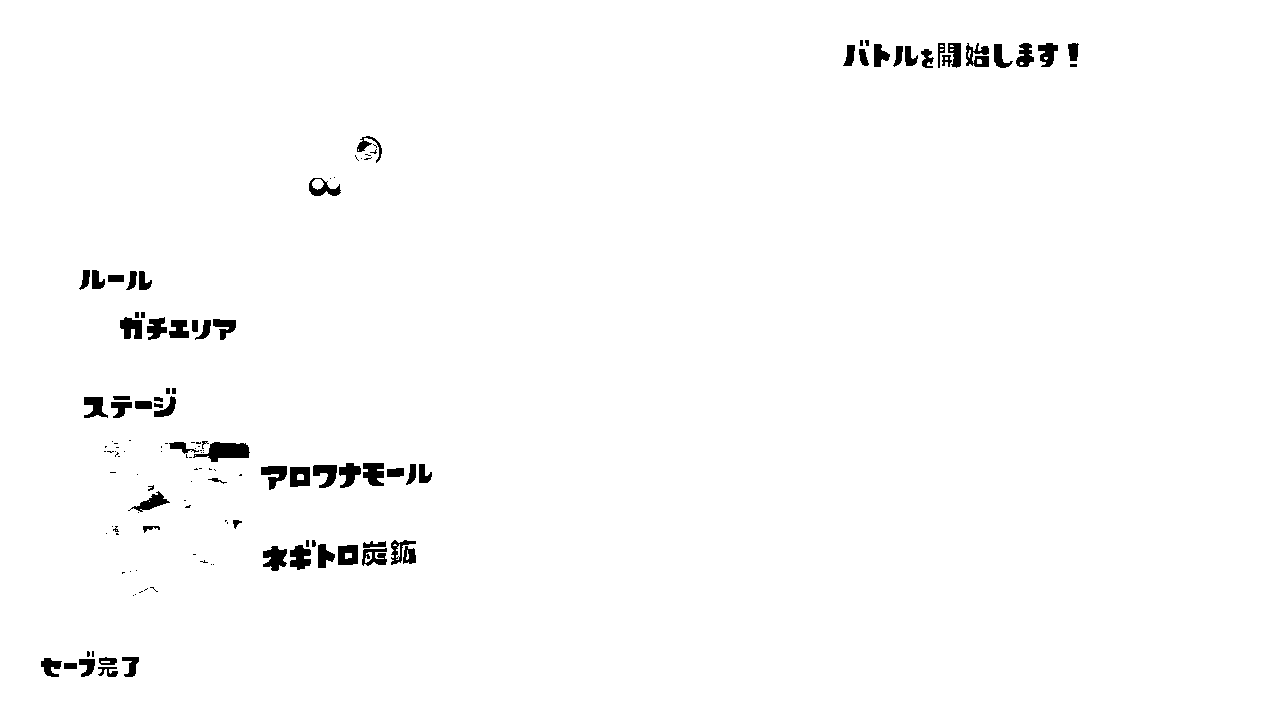 バトルを開始します！
ルール
ガチエリア
ステージ
アロワナモール
ネギトロ炭鉱
セーブ完了